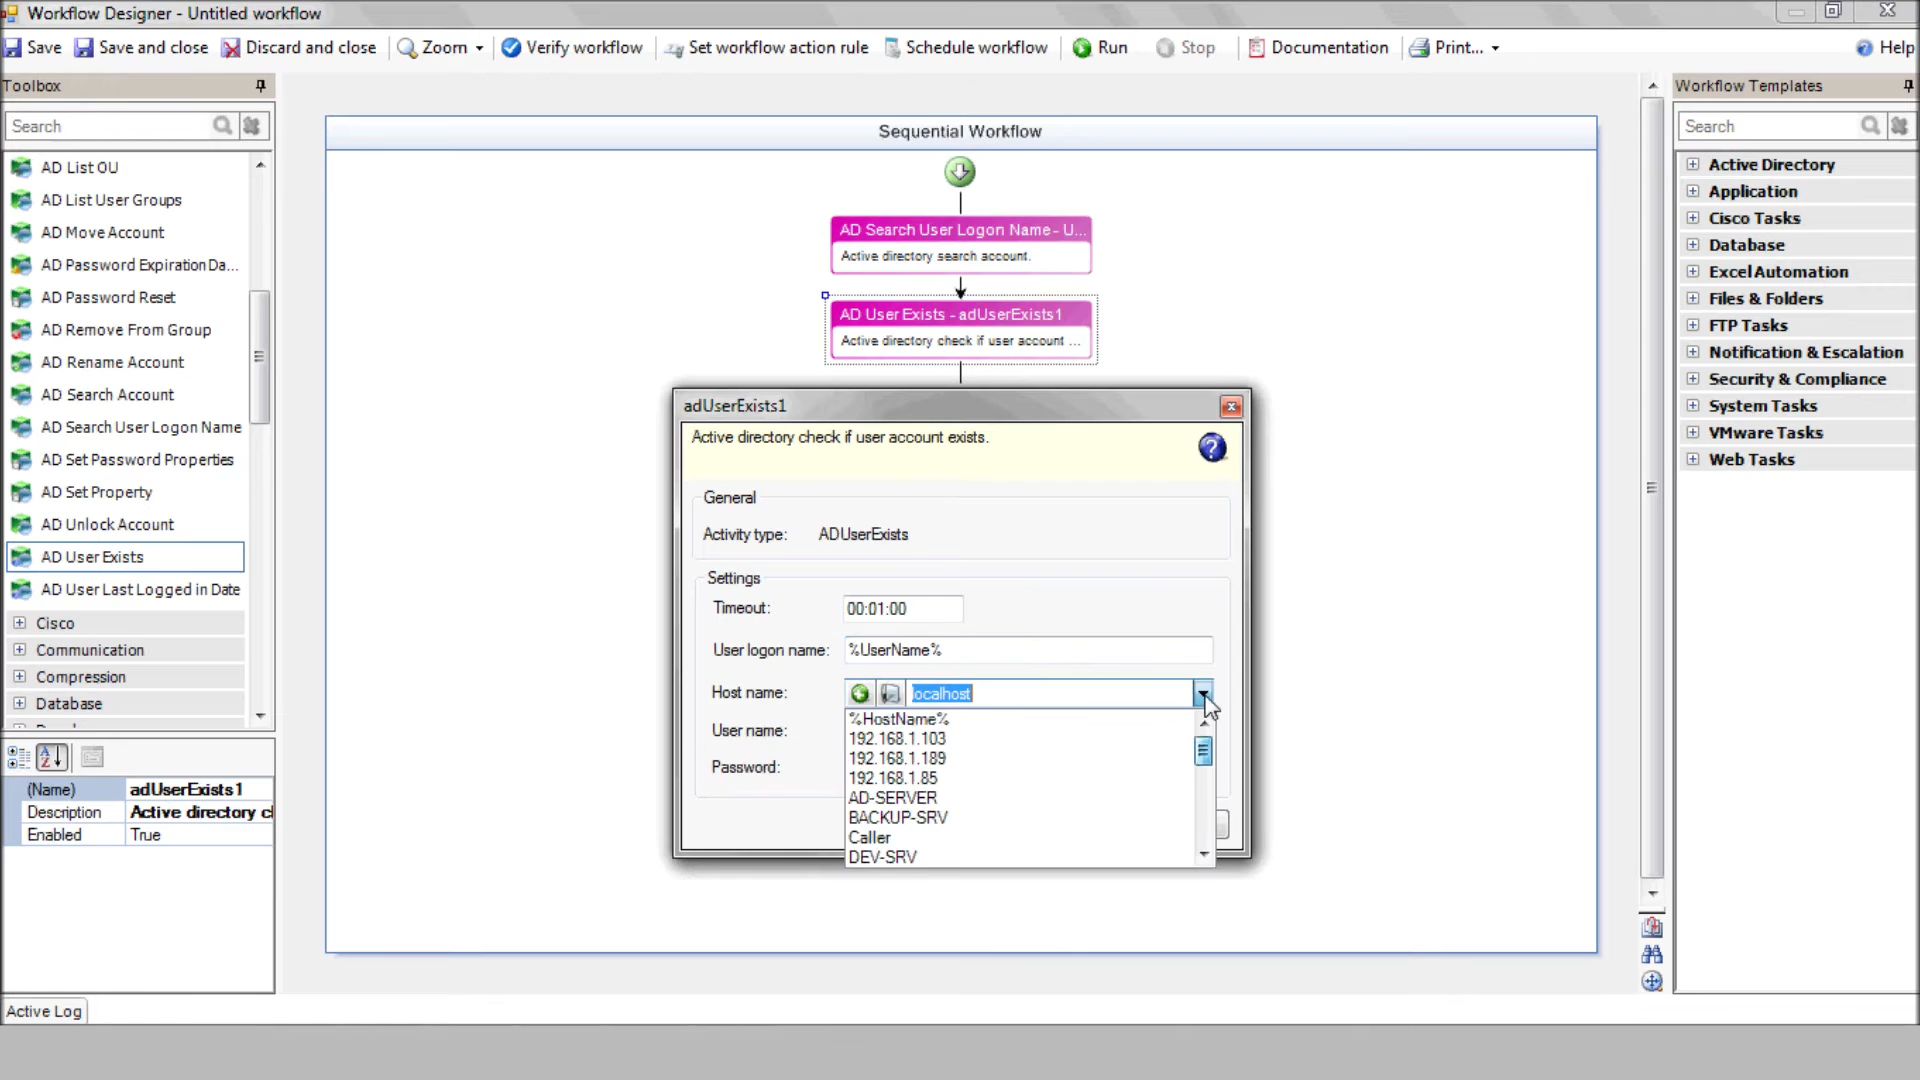 Workflow Designer - Untitled workflow
Save
Save and close
Discard and close
Zoom
Verify workflow
Set workflow action rule
Schedule workflow
Run
Stop
Documentation
Print...
Help
Toolbox
Search
AD List OU
AD List User Groups
AD Move Account
AD Password Expiration Da...
AD Password Reset
AD Remove From Group
AD Rename Account
AD Search Account
AD Search User Logon Name
AD Set Password Properties
AD Set Property
AD Unlock Account
AD User Exists
AD User Last Logged in Date
Cisco
Communication
Compression
Database
(Name) adUserExists1
Description Active directory cl
Enabled True
Active Log
Sequential Workflow
AD Search User Logon Name - U...
Active directory search account.
AD User Exists - adUserExists1
Active directory check if user account ...
adUserExists1
Active directory check if user account exists.
General
Activity type: ADUserExists
Settings
Timeout: 00:01:00
User logon name: %UserName%
Host name: localhost
User name:
Password:
%HostName%
192.168.1.103
192.168.1.189
192.168.1.85
AD-SERVER
BACKUP-SRV
Caller
DEV-SRV
Workflow Templates
Search
Active Directory
Application
Cisco Tasks
Database
Excel Automation
Files & Folders
FTP Tasks
Notification & Escalation
Security & Compliance
System Tasks
VMware Tasks
Web Tasks